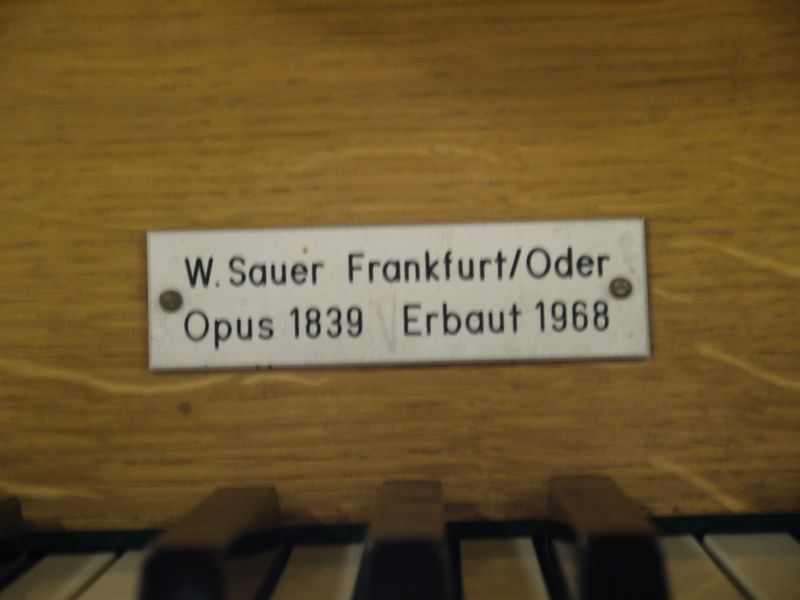 W. Sauer Frankfurt/Oder
Opus 1839 Erbaut 1968